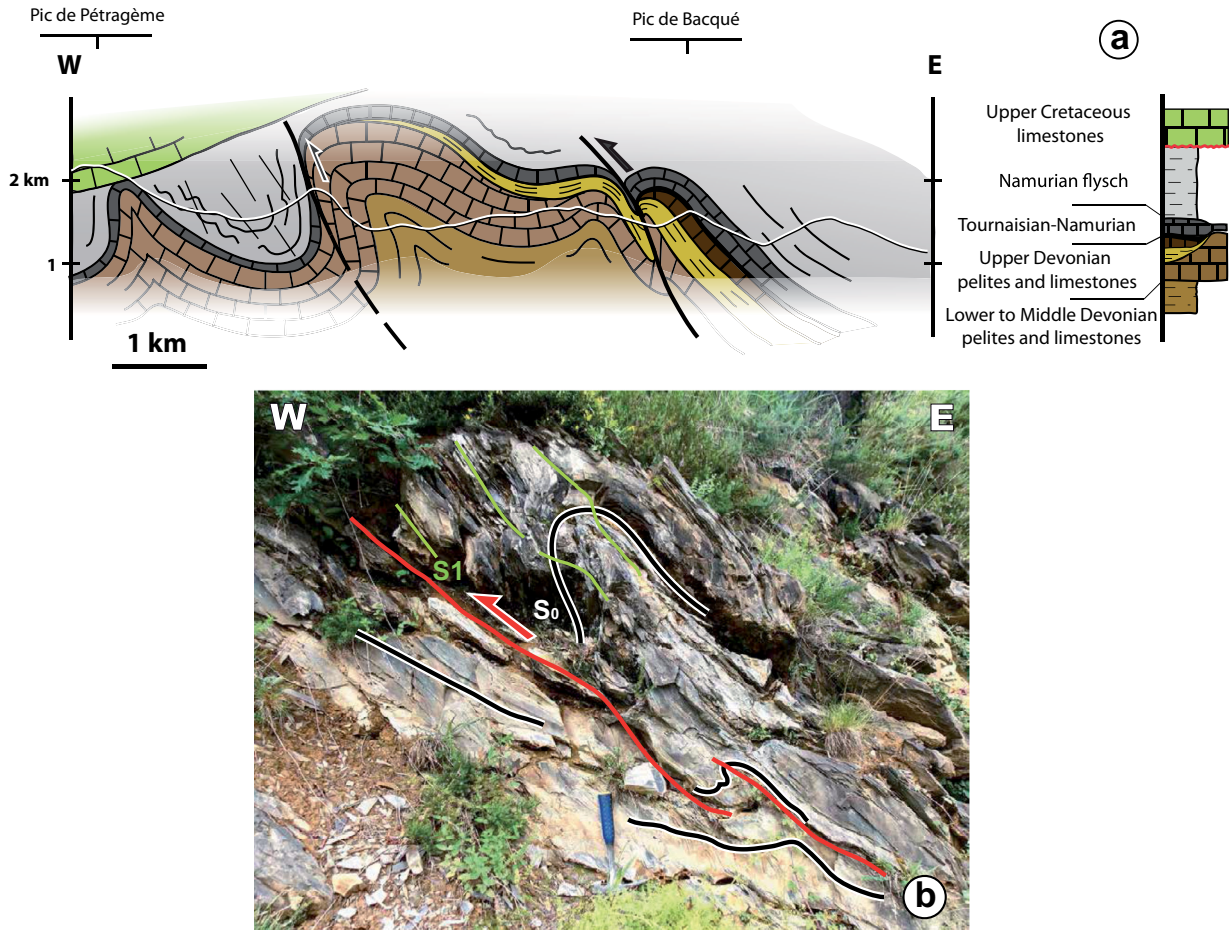 Pic de Pétragème
Pic de Bacqué
a
W
E
2 km
1
1 km
Upper Cretaceous
limestones
Namurian flysch
Tournaisian-Namurian
Upper Devonian
pelites and limestones
Lower to Middle Devonian
pelites and limestones
W
E
S1
S0
b